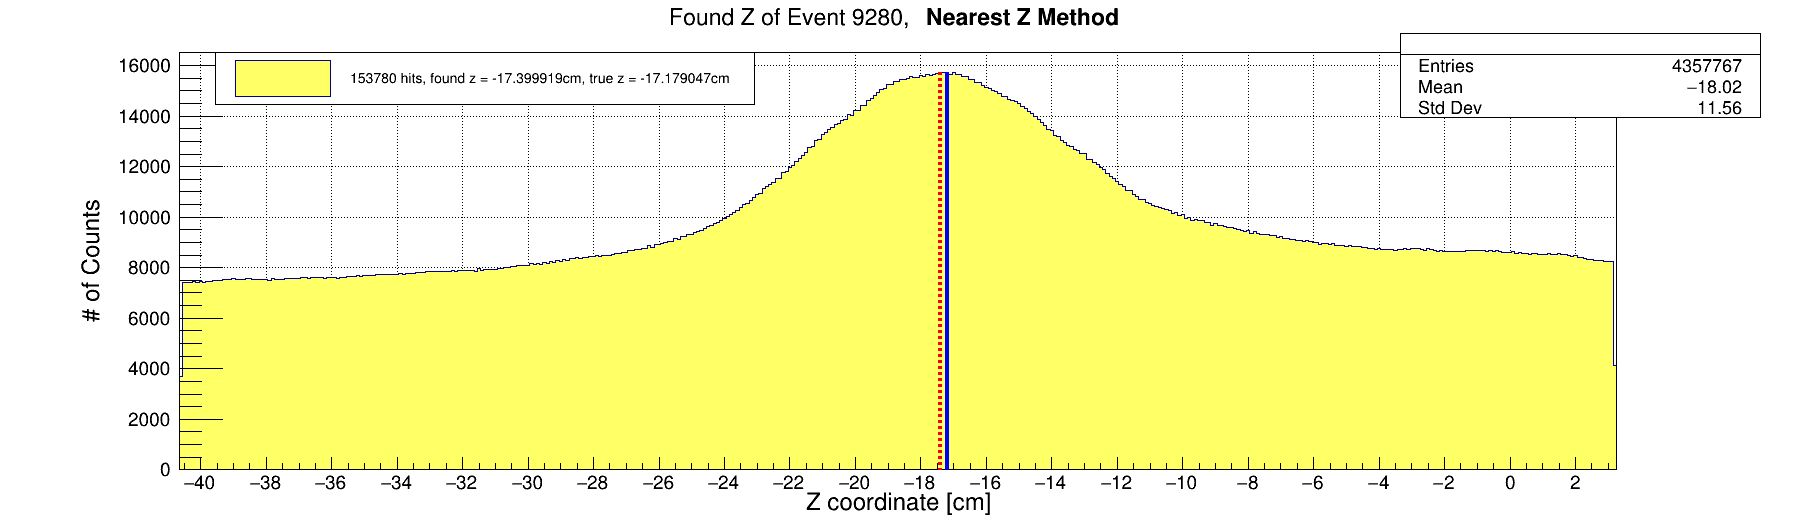 Found Z of Event 9280, Nearest Z Method
153780 hits, found z = -17.399919cm, true z = -17.179047cm
Entries 4357767
Mean −18.02
Std Dev 11.56
# of Counts
16000
14000
12000
10000
8000
6000
4000
2000
0
−40 −38 −36 −34 −32 −30 −28 −26 −24 −22 −20 −18 −16 −14 −12 −10 −8 −6 −4 −2 0 2
Z coordinate [cm]